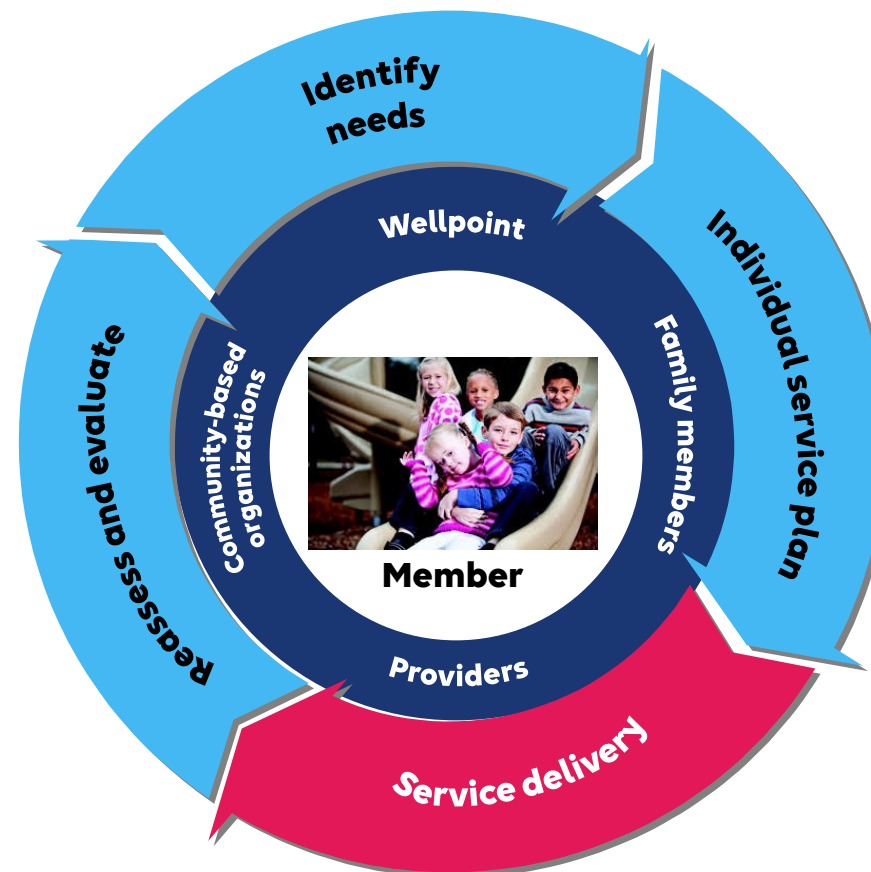 Identify
needs
Individual service plan
Service delivery
Reassess and evaluate
Wellpoint
Family members
Providers
Community-based
organizations
Member